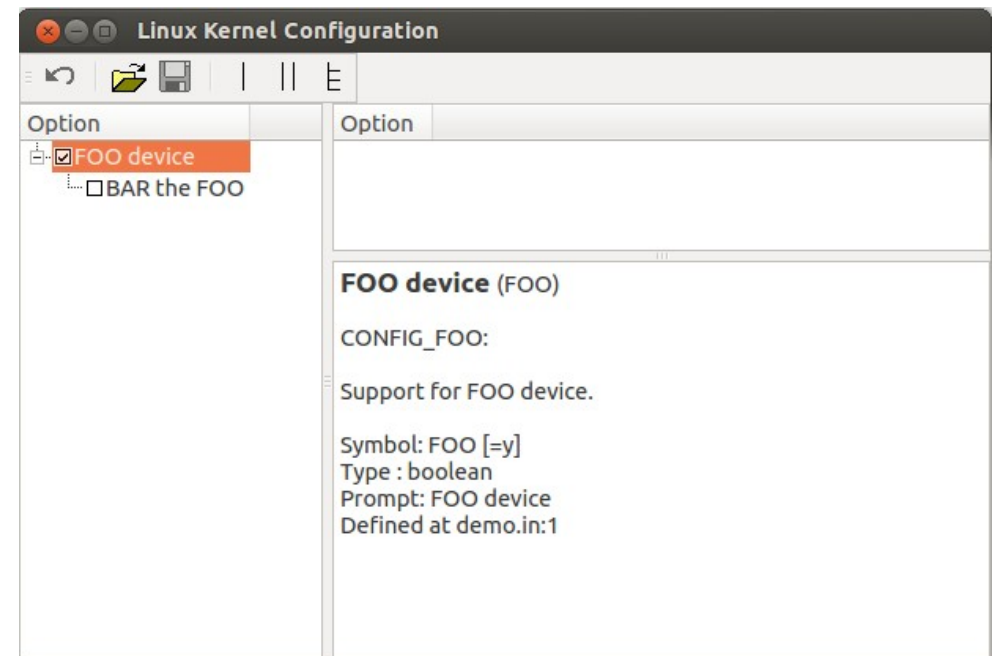 Linux Kernel Configuration
Option
FOO device
BAR the FOO
Option
FOO device (FOO)
CONFIG_FOO:
Support for FOO device.
Symbol: FOO [=y]
Type : boolean
Prompt: FOO device
Defined at demo.in:1